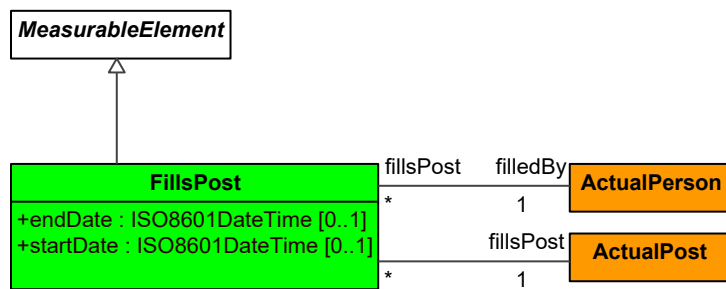 MeasurableElement
FillsPost
+endDate : ISO8601DateTime [0..1]
+startDate : ISO8601DateTime [0..1]
fillsPost filledBy
* 1
ActualPerson
fillsPost
* 1
ActualPost